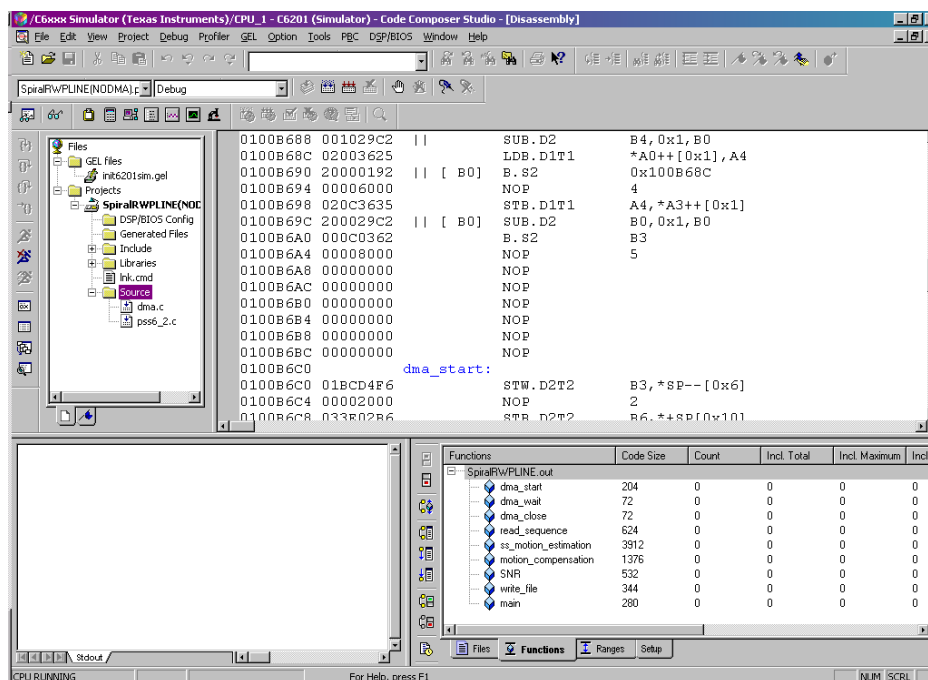 /C6xxx Simulator (Texas Instruments)/CPU_1 - C6201 (Simulator) - Code Composer Studio - [Disassembly]
File Edit View Project Debug Profiler GEL Option Tools PBC DSP/BIOS Window Help
SpiralRWPLINE(NODMA).p Debug
Files
GEL files
init6201sim.gel
Projects
SpiralRWPLINE(NOD
DSP/BIOS Config
Generated Files
Include
Libraries
lnk.cmd
Source
dma.c
pss6_2.c
0100B688 001029C2 || SUB.D2 B4,0x1,B0
0100B68C 02003625 LDB.D1T1 *A0++[0x1],A4
0100B690 20000192 || [ B0] B.S2 0x100B68C
0100B694 00006000 NOP 4
0100B698 020C3635 STB.D1T1 A4,*A3++[0x1]
0100B69C 200029C2 || [ B0] SUB.D2 B0,0x1,B0
0100B6A0 000C0362 B.S2 B3
0100B6A4 00008000 NOP 5
0100B6A8 00000000 NOP
0100B6AC 00000000 NOP
0100B6B0 00000000 NOP
0100B6B4 00000000 NOP
0100B6B8 00000000 NOP
0100B6BC 00000000 NOP
0100B6C0 dma_start:
0100B6C0 01BCD4F6 STW.D2T2 B3,*SP--[0x6]
0100B6C4 00002000 NOP 2
0100B6C8 033E02B6 STB.D2T2 B6,*+SP[0x10]
Stdout
Functions Code Size Count Incl. Total Incl. Maximum Incl
SpiralRWPLINE.out
dma_start 204 0 0 0 0
dma_wait 72 0 0 0 0
dma_close 72 0 0 0 0
read_sequence 624 0 0 0 0
ss_motion_estimation 3912 0 0 0 0
motion_compensation 1376 0 0 0 0
SNR 532 0 0 0 0
write_file 344 0 0 0 0
main 280 0 0 0 0
Files Functions Ranges Setup
CPU RUNNING For Help, press F1 NUM SCRL